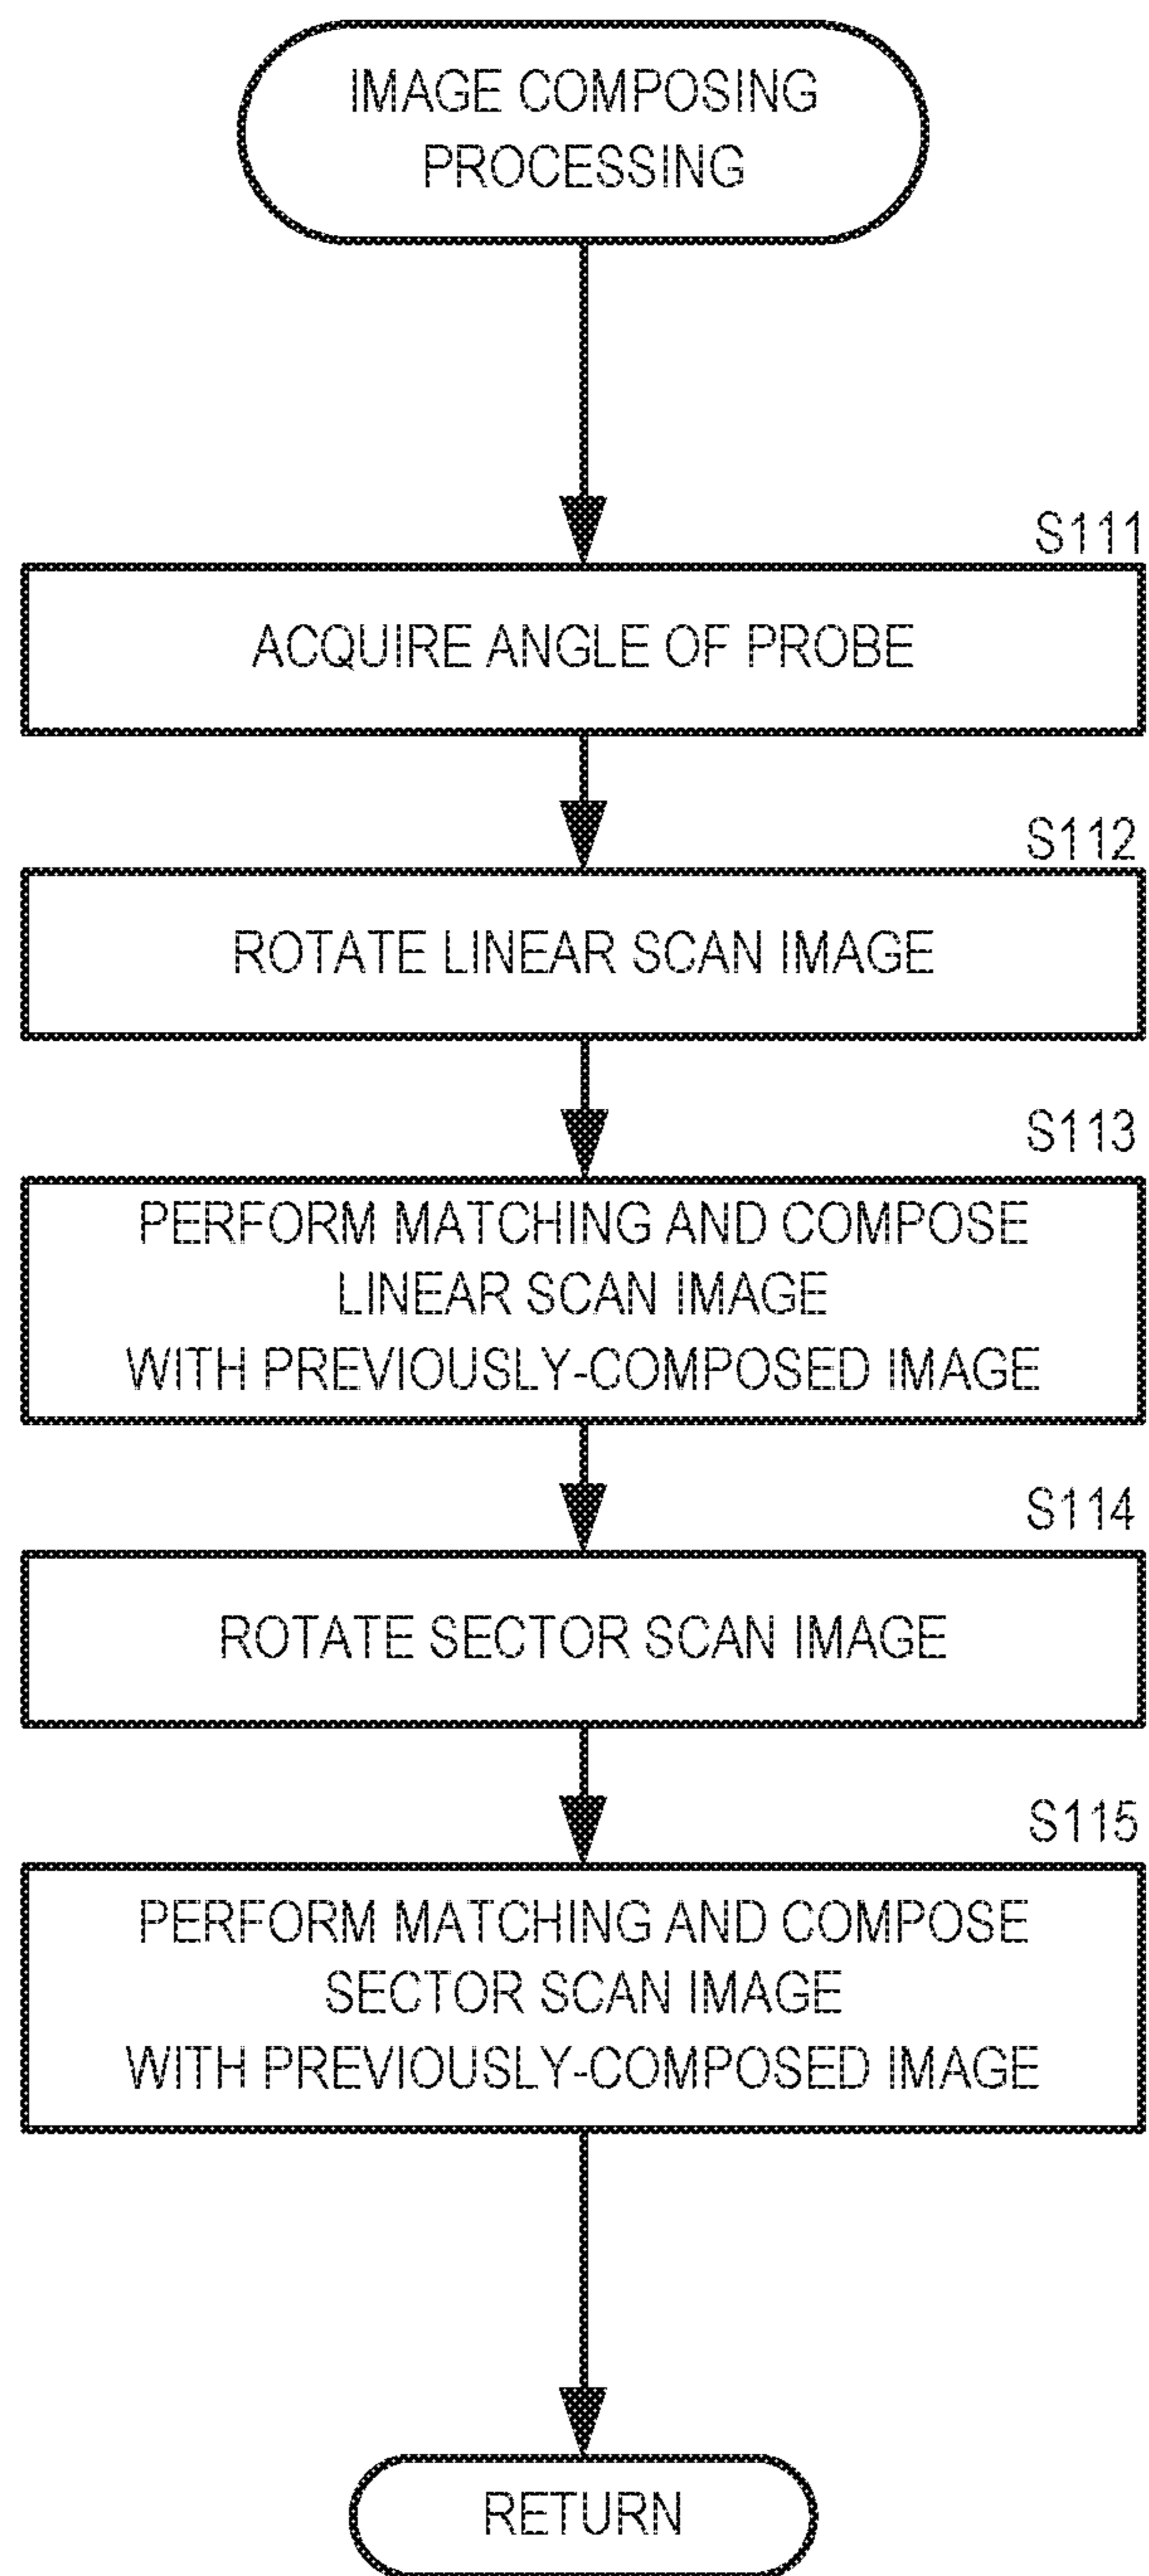 IMAGE COMPOSING
PROCESSING
S111
ACQUIRE ANGLE OF PROBE
S112
ROTATE LINEAR SCAN IMAGE
S113
PERFORM MATCHING AND COMPOSE
LINEAR SCAN IMAGE
WITH PREVIOUSLY-COMPOSED IMAGE
S114
ROTATE SECTOR SCAN IMAGE
S115
PERFORM MATCHING AND COMPOSE
SECTOR SCAN IMAGE
WITH PREVIOUSLY-COMPOSED IMAGE
RETURN